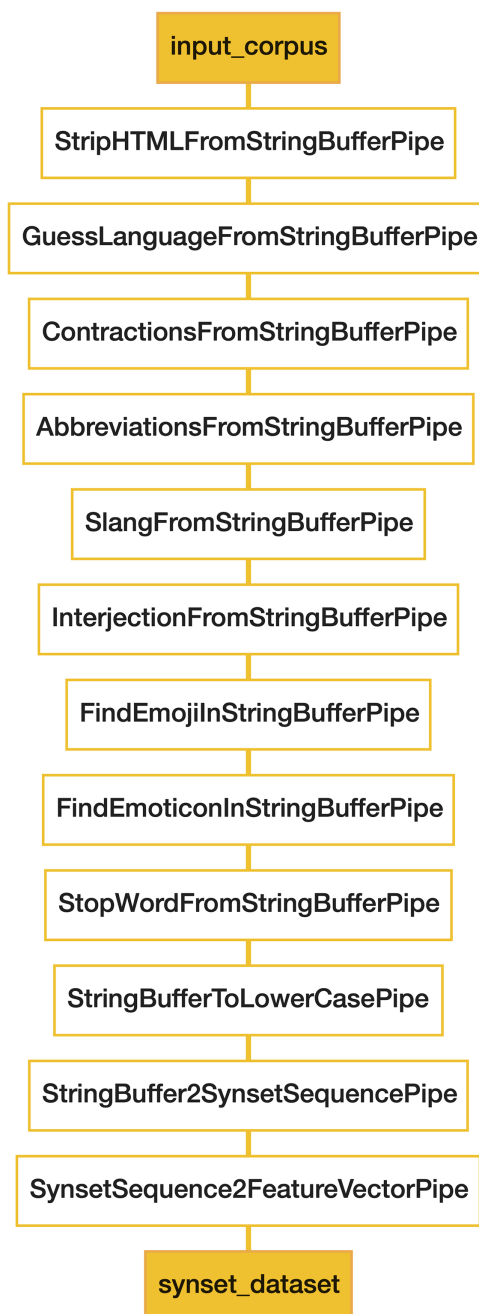 input_corpus
StripHTMLFromStringBufferPipe
GuessLanguageFromStringBufferPipe
ContractionsFromStringBufferPipe
AbbreviationsFromStringBufferPipe
SlangFromStringBufferPipe
InterjectionFromStringBufferPipe
FindEmojiInStringBufferPipe
FindEmoticonInStringBufferPipe
StopWordFromStringBufferPipe
StringBufferToLowerCasePipe
StringBuffer2SynsetSequencePipe
SynsetSequence2FeatureVectorPipe
synset_dataset